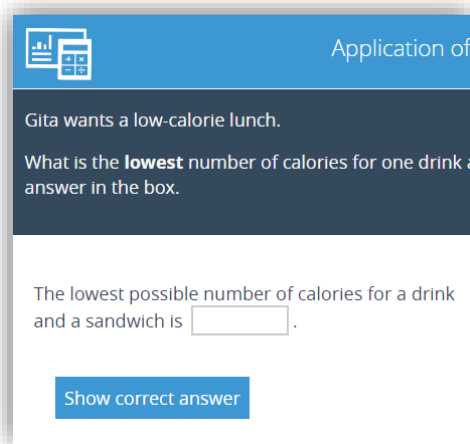 Application of
Gita wants a low-calorie lunch.
What is the lowest number of calories for one drink a
answer in the box.
The lowest possible number of calories for a drink
and a sandwich is .
Show correct answer